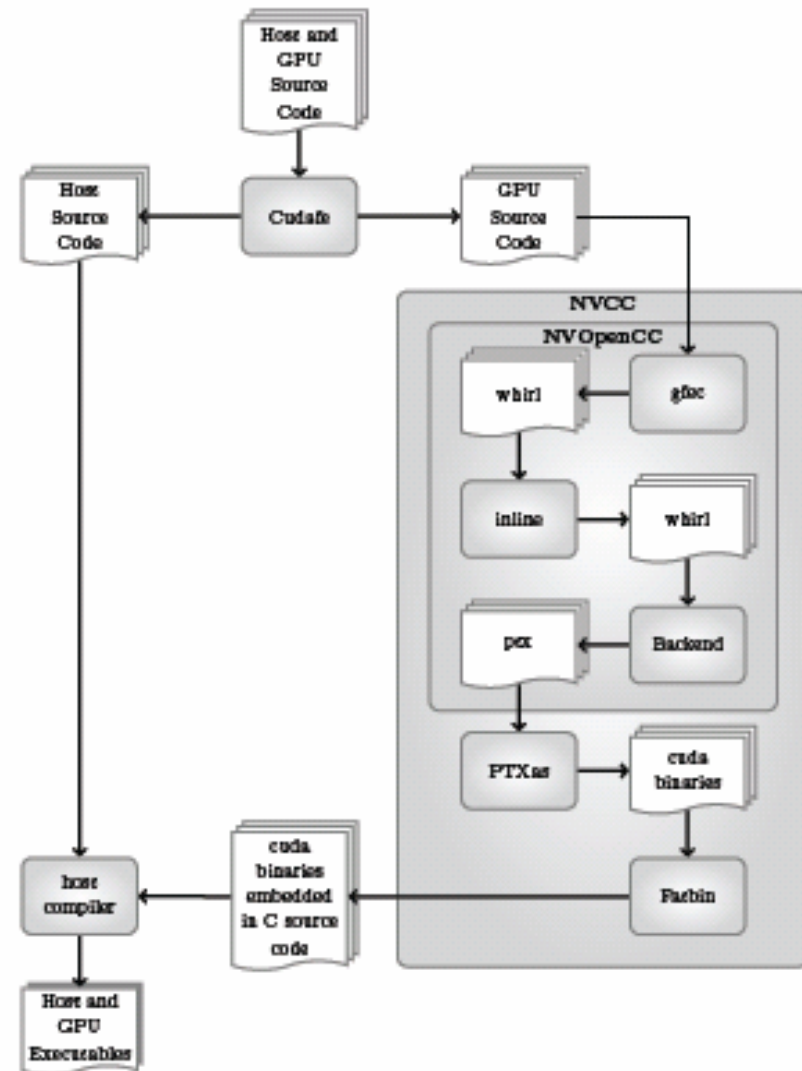 Host and
GPU
Source
Code
Host
Source
Code
Cudafe
GPU
Source
Code
NVCC
NVOpenCC
whirl
gfec
inline
whirl
ptx
Backend
PTXas
cuda
binaries
host
compiler
cuda
binaries
embedded
in C source
code
Fatbin
Host and
GPU
Executables